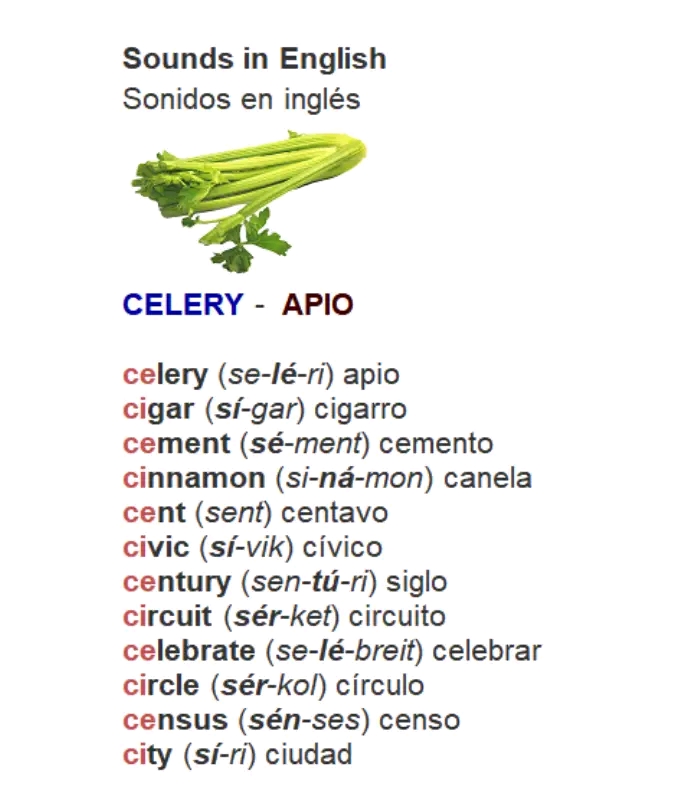 Sounds in English
Sonidos en inglés
CELERY - APIO
celery (se-lé-ri) apio
cigar (sí-gar) cigarro
cement (sé-ment) cemento
cinnamon (si-ná-mon) canela
cent (sent) centavo
civic (sí-vik) cívico
century (sen-tú-ri) siglo
circuit (sér-ket) circuito
celebrate (se-lé-breit) celebrar
circle (sér-kol) círculo
census (sén-ses) censo
city (sí-ri) ciudad